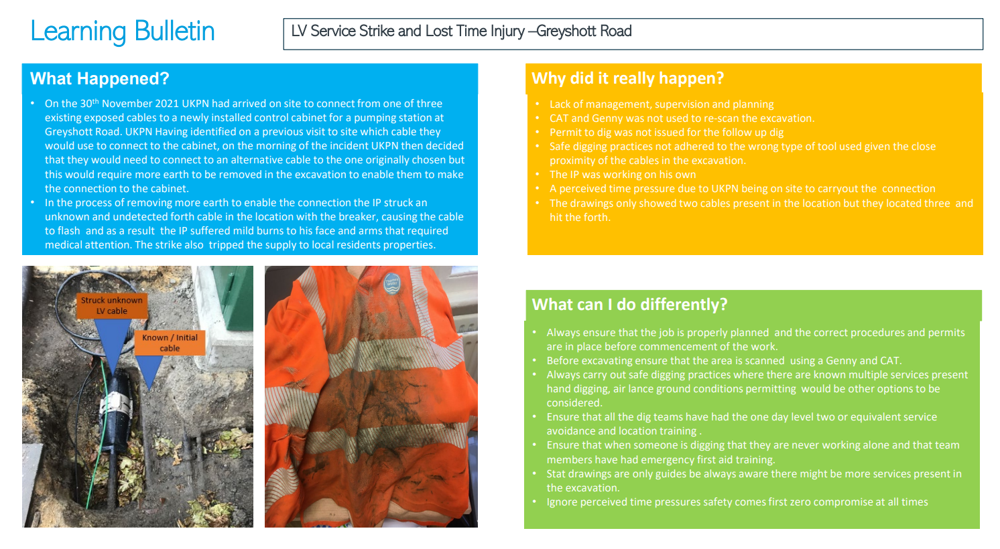 Learning Bulletin
LV Service Strike and Lost Time Injury –Greyshott Road
What Happened?
• On the 30th November 2021 UKPN had arrived on site to connect from one of three
existing exposed cables to a newly installed control cabinet for a pumping station at
Greyshott Road. UKPN Having identified on a previous visit to site which cable they
would use to connect to the cabinet, on the morning of the incident UKPN then decided
that they would need to connect to an alternative cable to the one originally chosen but
this would require more earth to be removed in the excavation to enable them to make
the connection to the cabinet.
• In the process of removing more earth to enable the connection the IP struck an
unknown and undetected forth cable in the location with the breaker, causing the cable
to flash and as a result the IP suffered mild burns to his face and arms that required
medical attention. The strike also tripped the supply to local residents properties.
Struck unknown
LV cable
Known / Initial
cable
Water
Why did it really happen?
• Lack of management, supervision and planning
• CAT and Genny was not used to re-scan the excavation.
• Permit to dig was not issued for the follow up dig
• Safe digging practices not adhered to the wrong type of tool used given the close
proximity of the cables in the excavation.
• The IP was working on his own
• A perceived time pressure due to UKPN being on site to carryout the connection
• The drawings only showed two cables present in the location but they located three and
hit the forth.
What can I do differently?
• Always ensure that the job is properly planned and the correct procedures and permits
are in place before commencement of the work.
• Before excavating ensure that the area is scanned using a Genny and CAT.
• Always carry out safe digging practices where there are known multiple services present
hand digging, air lance ground conditions permitting would be other options to be
considered.
• Ensure that all the dig teams have had the one day level two or equivalent service
avoidance and location training .
• Ensure that when someone is digging that they are never working alone and that team
members have had emergency first aid training.
• Stat drawings are only guides be always aware there might be more services present in
the excavation.
• Ignore perceived time pressures safety comes first zero compromise at all times